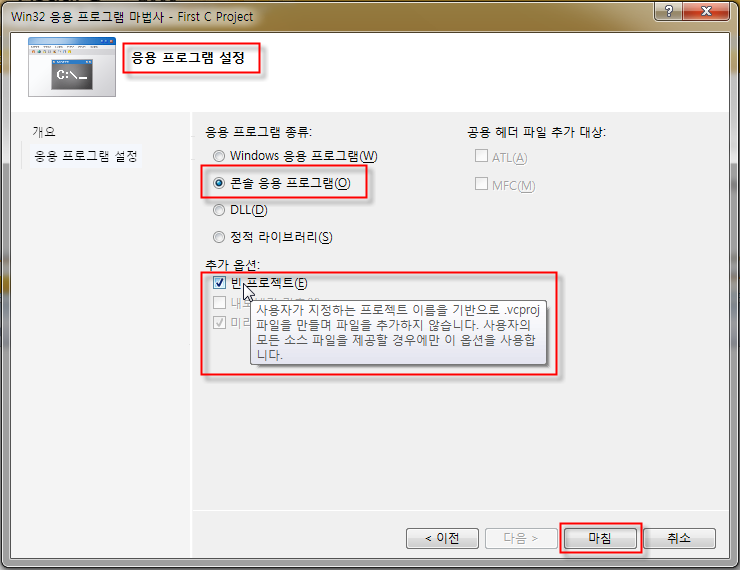 Win32 응용 프로그램 마법사 - First C Project
응용 프로그램 설정
C:\_
개요
응용 프로그램 설정
응용 프로그램 종류:
Windows 응용 프로그램(W)
콘솔 응용 프로그램(O)
DLL(D)
정적 라이브러리(S)
추가 옵션:
빈 프로젝트(E)
미리
사용자가 지정하는 프로젝트 이름을 기반으로 .vcproj
파일을 만들며 파일을 추가하지 않습니다. 사용자의
모든 소스 파일을 제공할 경우에만 이 옵션을 사용합
니다.
공용 헤더 파일 추가 대상:
ATL(A)
MFC(M)
< 이전
다음 >
마침
취소